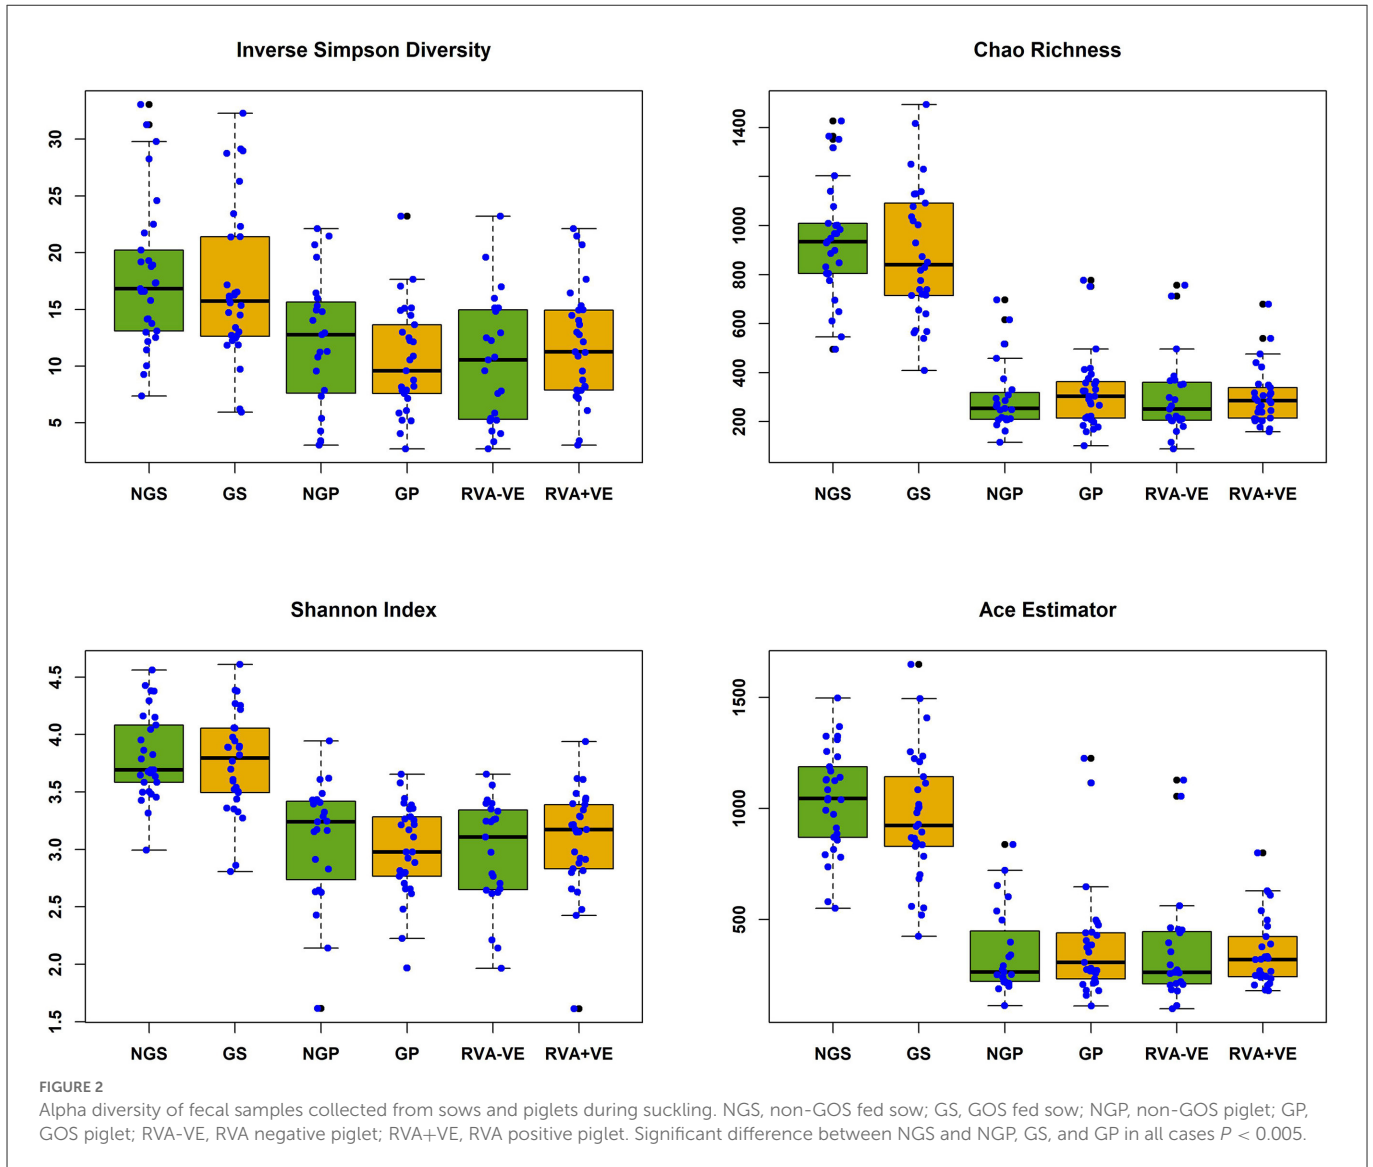 Inverse Simpson Diversity
30
25
20
15
10
5
NGS GS NGP GP RVA-VE RVA+VE
Chao Richness
1400
1000
800
600
400
200
NGS GS NGP GP RVA-VE RVA+VE
Shannon Index
4.5
4.0
3.5
3.0
2.5
2.0
1.5
NGS GS NGP GP RVA-VE RVA+VE
Ace Estimator
1500
1000
500
NGS GS NGP GP RVA-VE RVA+VE
FIGURE 2
Alpha diversity of fecal samples collected from sows and piglets during suckling. NGS, non-GOS fed sow; GS, GOS fed sow; NGP, non-GOS piglet; GP,
GOS piglet; RVA-VE, RVA negative piglet; RVA+VE, RVA positive piglet. Significant difference between NGS and NGP, GS, and GP in all cases P < 0.005.